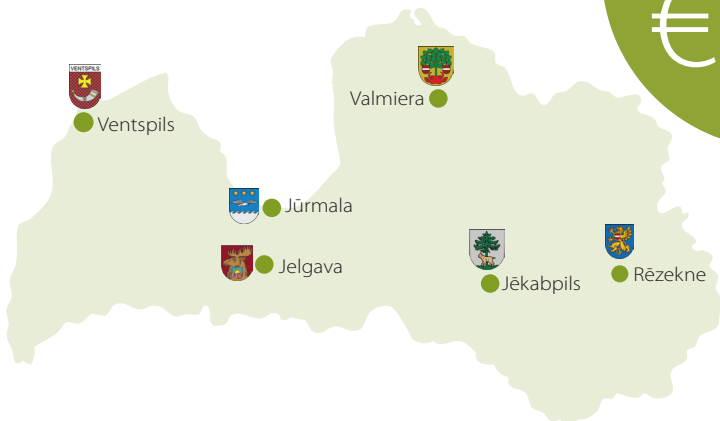 €
VENTSPILS
Valmiera
Ventspils
Jūrmala
Jelgava
Jēkabpils
Rēzekne